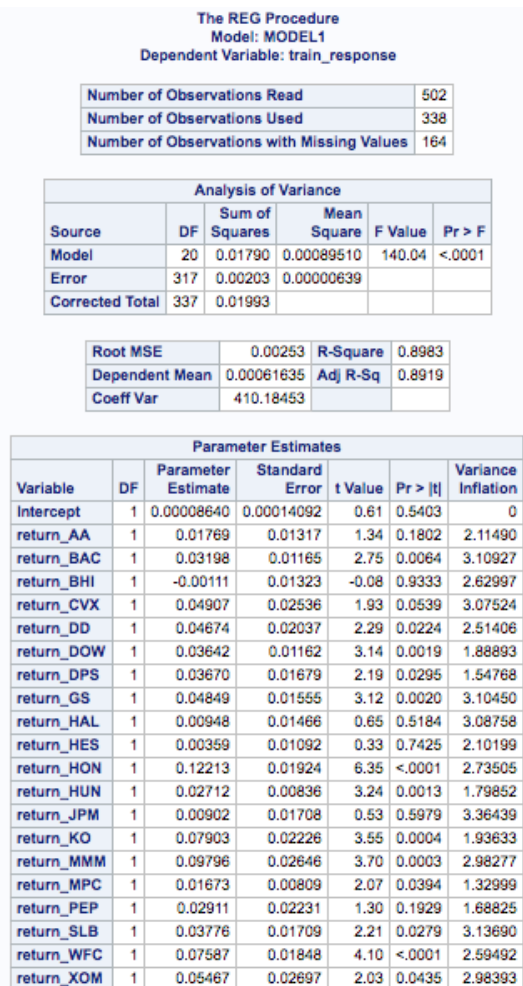 The REG Procedure
Model: MODEL1
Dependent Variable: train_response
Number of Observations Read 502
Number of Observations Used 338
Number of Observations with Missing Values 164
Analysis of Variance
Source DF Sum of Squares Mean Square F Value Pr > F
Model 20 0.01790 0.00089510 140.04 <.0001
Error 317 0.00203 0.00000639
Corrected Total 337 0.01993
Root MSE 0.00253 R-Square 0.8983
Dependent Mean 0.00061635 Adj R-Sq 0.8919
Coeff Var 410.18453
Parameter Estimates
Variable DF Parameter Estimate Standard Error t Value Pr > |t| Variance Inflation
Intercept 1 0.00008640 0.00014092 0.61 0.5403 0
return_AA 1 0.01769 0.01317 1.34 0.1802 2.11490
return_BAC 1 0.03198 0.01165 2.75 0.0064 3.10927
return_BHI 1 -0.00111 0.01323 -0.08 0.9333 2.62997
return_CVX 1 0.04907 0.02536 1.93 0.0539 3.07524
return_DD 1 0.04674 0.02037 2.29 0.0224 2.51406
return_DOW 1 0.03642 0.01162 3.14 0.0019 1.88893
return_DPS 1 0.03670 0.01679 2.19 0.0295 1.54768
return_GS 1 0.04849 0.01555 3.12 0.0020 3.10450
return_HAL 1 0.00948 0.01466 0.65 0.5184 3.08758
return_HES 1 0.00359 0.01092 0.33 0.7425 2.10199
return_HON 1 0.12213 0.01924 6.35 <.0001 2.73505
return_HUN 1 0.02712 0.00836 3.24 0.0013 1.79852
return_JPM 1 0.00902 0.01708 0.53 0.5979 3.36439
return_KO 1 0.07903 0.02226 3.55 0.0004 1.93633
return_MMM 1 0.09796 0.02646 3.70 0.0003 2.98277
return_MPC 1 0.01673 0.00809 2.07 0.0394 1.32999
return_PEP 1 0.02911 0.02231 1.30 0.1929 1.68825
return_SLB 1 0.03776 0.01709 2.21 0.0279 3.13690
return_WFC 1 0.07587 0.01848 4.10 <.0001 2.59492
return_XOM 1 0.05467 0.02697 2.03 0.0435 2.98393